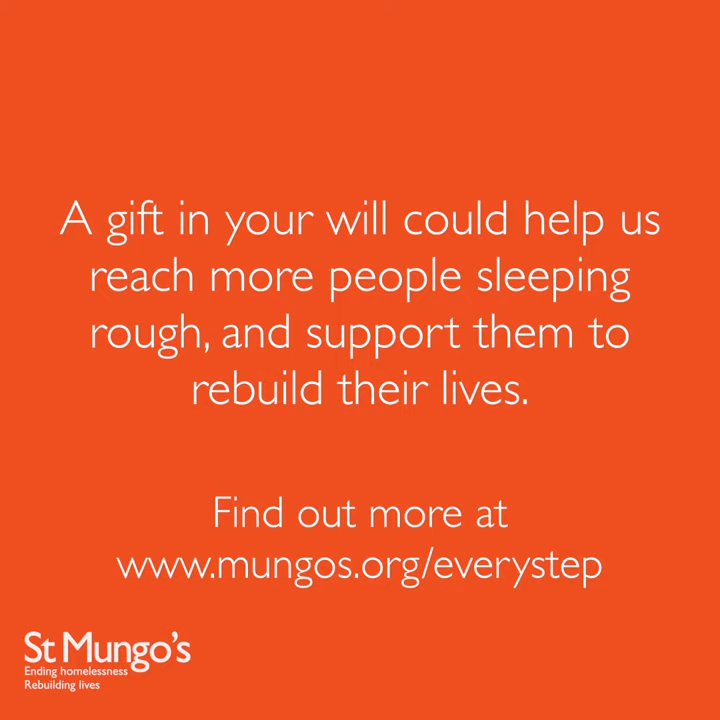 A gift in your will could help us
reach more people sleeping
rough, and support them to
rebuild their lives.
Find out more at
www.mungos.org/everystep
St Mungo's
Ending homelessness
Rebuilding lives